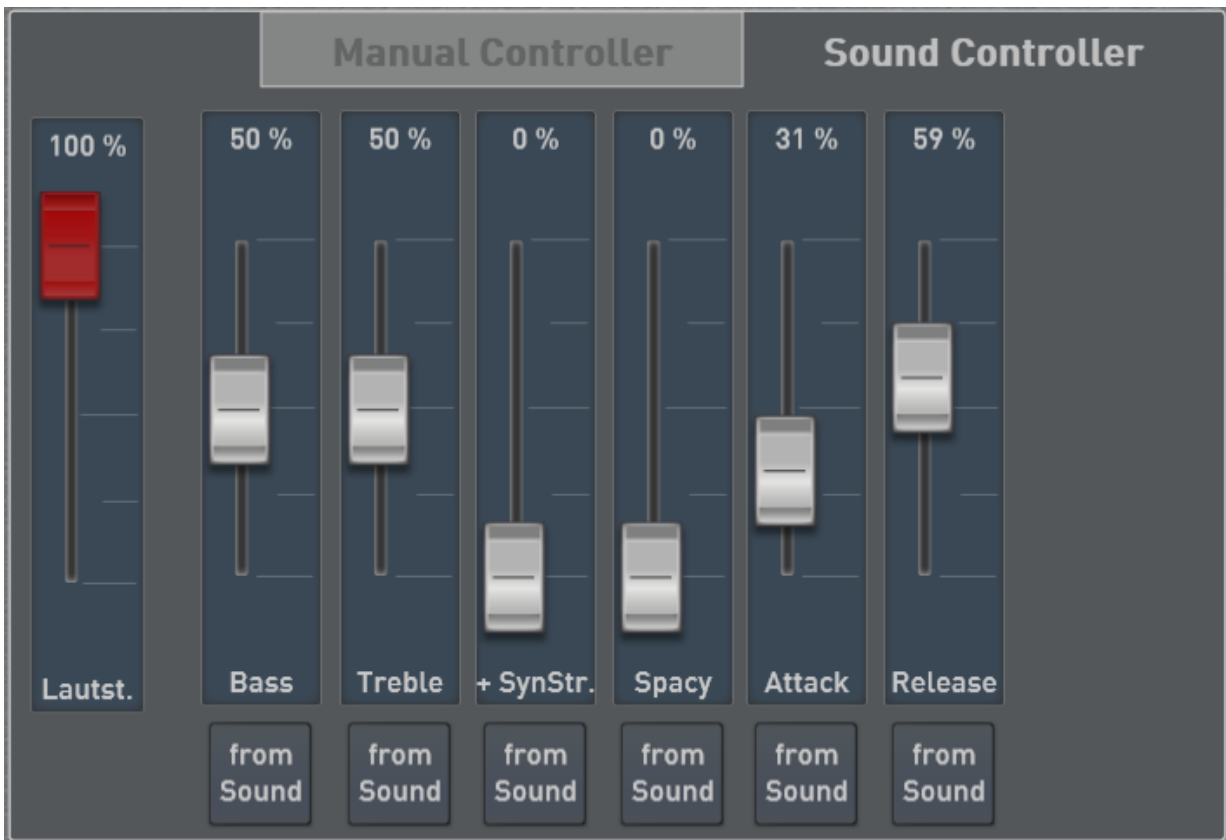 Manual Controller
Sound Controller
100 %
50 %
50 %
0 %
0 %
31 %
59 %
Lautst.
Bass
Treble
+ SynStr.
Spacy
Attack
Release
from
Sound
from
Sound
from
Sound
from
Sound
from
Sound
from
Sound